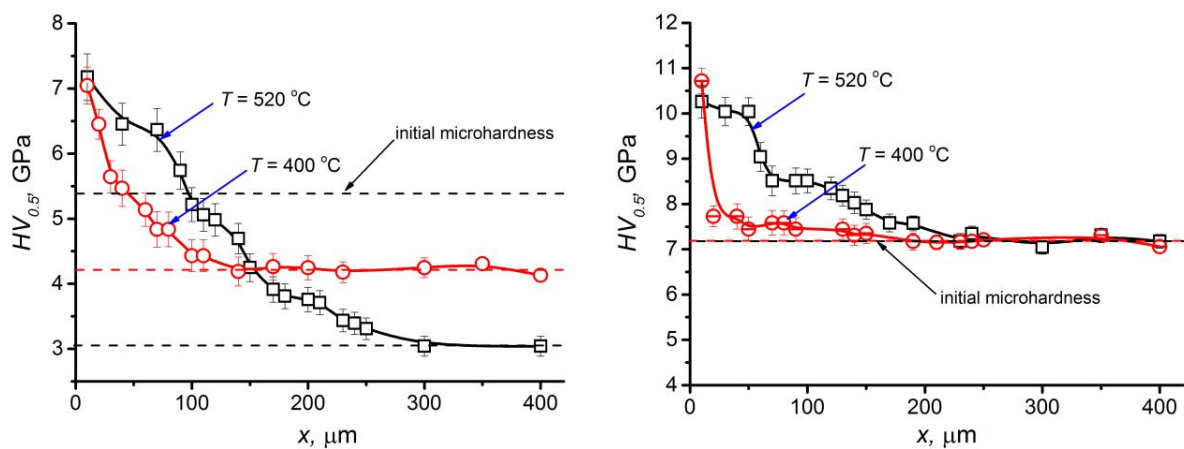 8
7
6
5
4
3
HV0.5, GPa
T = 520 °C
T = 400 °C
initial microhardness
0 100 200 300 400
x, μm
12
11
10
9
8
7
6
5
4
HV0.5, GPa
T = 520 °C
T = 400 °C
initial microhardness
0 100 200 300 400
x, μm